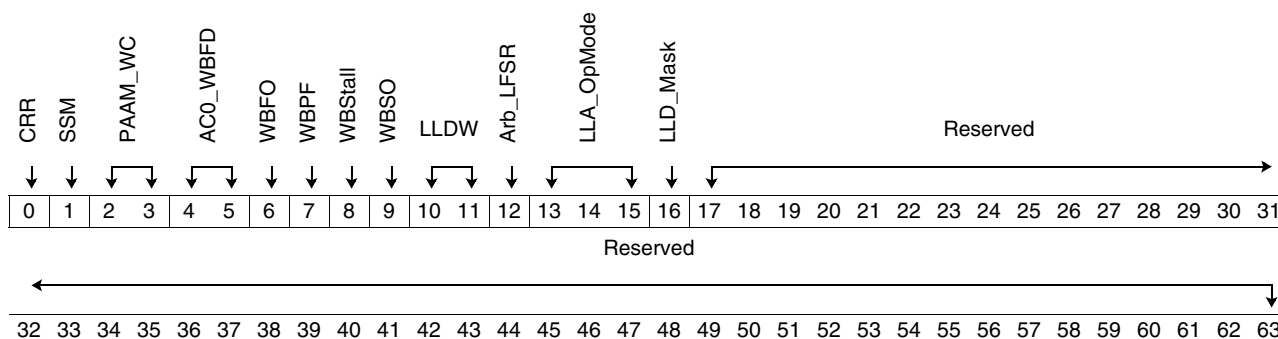 CRR SSM PAAM_WC AC0_WBFD WBFO WBPF WBStall WBSO LLDW Arb_LFSR LLA_OpMode LLD_Mask Reserved
0 1 2 3 4 5 6 7 8 9 10 11 12 13 14 15 16 17 18 19 20 21 22 23 24 25 26 27 28 29 30 31
Reserved
32 33 34 35 36 37 38 39 40 41 42 43 44 45 46 47 48 49 50 51 52 53 54 55 56 57 58 59 60 61 62 63